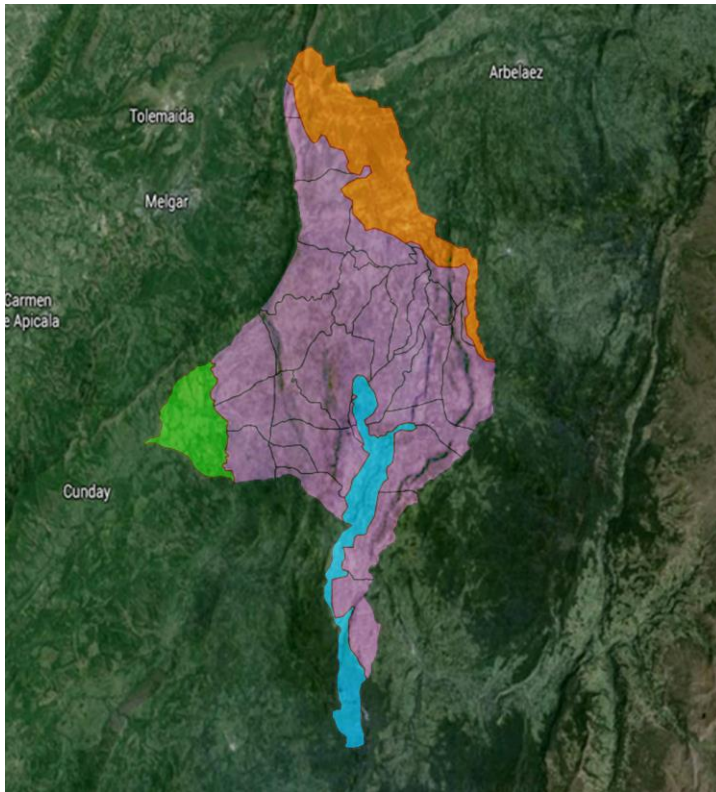 Arbelaez
Tolemaida
Melgar
Carmen
e Apicala
Cunday